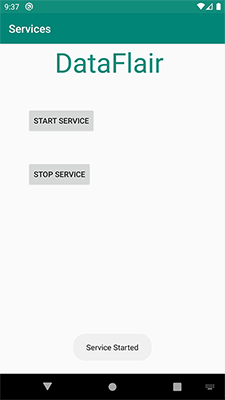 9:37
Services
DataFlair
START SERVICE
STOP SERVICE
Service Started